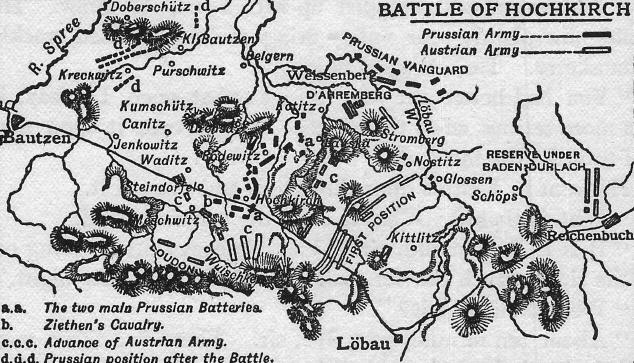 BATTLE OF HOCHKIRCH
Prussian Army
Austrian Army
Doberschütz
d
R. Spree
d
Kl. Bautzen
Kreckwitz
Purschwitz
d
Belgern
PRUSSIAN VANGUARD
Weissenberg
D'AHREMBERG
Kumschütz
Kotitz
Löbau
W.
Canitz
Drehsa
Stromberg
Bautzen
Jenkowitz
a
Waditz
Rodewitz
Nostitz
RESERVE UNDER
BADEN-DURLACH
Steindorfel
c
Glossen
Schöps
c
b
Hochkirch
a
Meschwitz
c
FIRST POSITION
Kittlitz
Reichenbach
LOUDON
Wuischke
a.a. The two main Prussian Batteries.
b. Ziethen's Cavalry.
c.c.c. Advance of Austrian Army.
d.d.d. Prussian position after the Battle.
Löbau